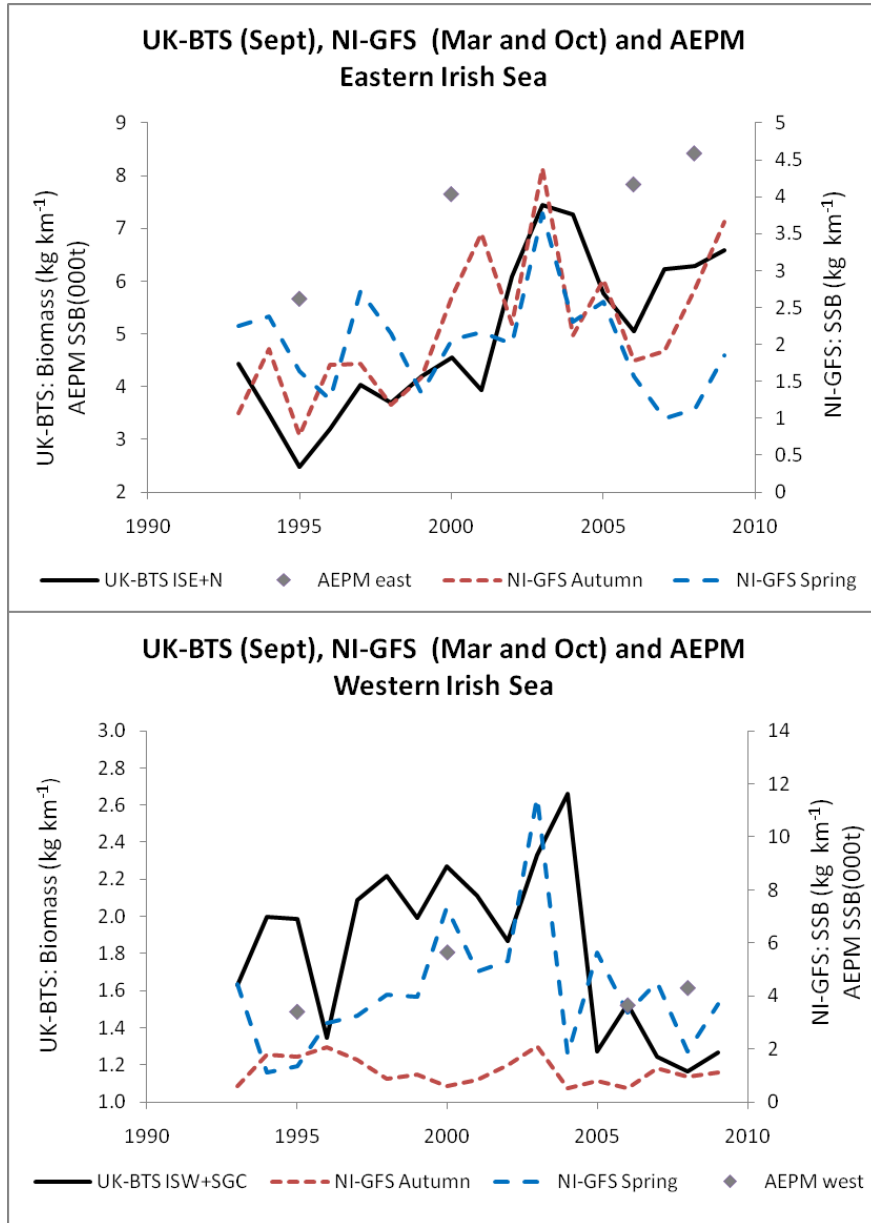 UK-BTS (Sept), NI-GFS (Mar and Oct) and AEPM
Eastern Irish Sea
UK-BTS: Biomass (kg km-1)
AEPM SSB(000t)
9
8
7
6
5
4
3
2
5
4.5
4
3.5
3
2.5
2
1.5
1
0.5
0
NI-GFS: SSB (kg km-1)
1990 1995 2000 2005 2010
UK-BTS ISE+N AEPM east NI-GFS Autumn NI-GFS Spring
UK-BTS (Sept), NI-GFS (Mar and Oct) and AEPM
Western Irish Sea
UK-BTS: Biomass (kg km-1)
3.0
2.8
2.6
2.4
2.2
2.0
1.8
1.6
1.4
1.2
1.0
14
12
10
8
6
4
2
0
NI-GFS: SSB (kg km-1)
AEPM SSB(000t)
1990 1995 2000 2005 2010
UK-BTS ISW+SGC NI-GFS Autumn NI-GFS Spring AEPM west